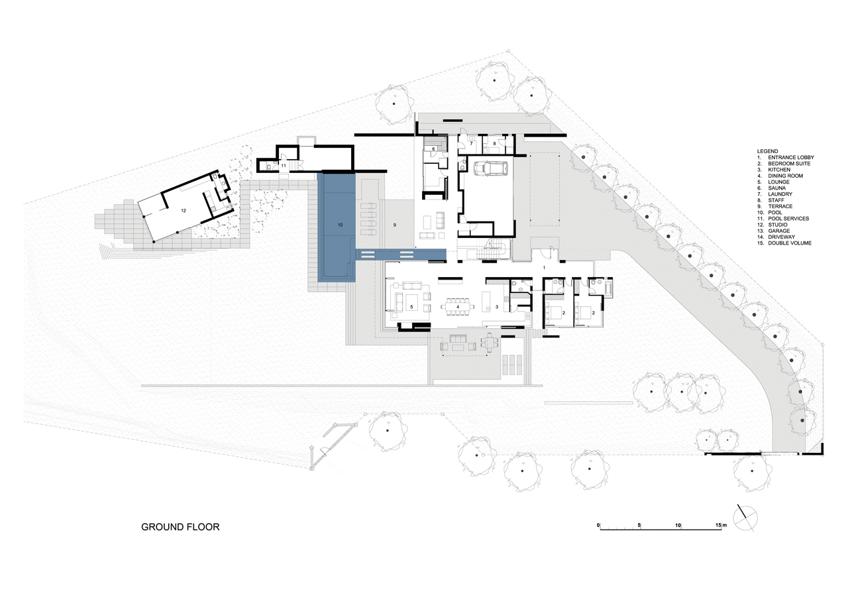 LEGEND
1. ENTRANCE LOBBY
2. BEDROOM SUITE
3. KITCHEN
4. DINING ROOM
5. LOUNGE
6. SAUNA
7. LAUNDRY
8. STAFF
9. TERRACE
10. POOL
11. POOL SERVICES
12. STUDIO
13. GARAGE
14. DRIVEWAY
15. DOUBLE VOLUME
6
7
8
11
12
10
9
1
5
4
3
2
2
GROUND FLOOR
0 5 10 15 m